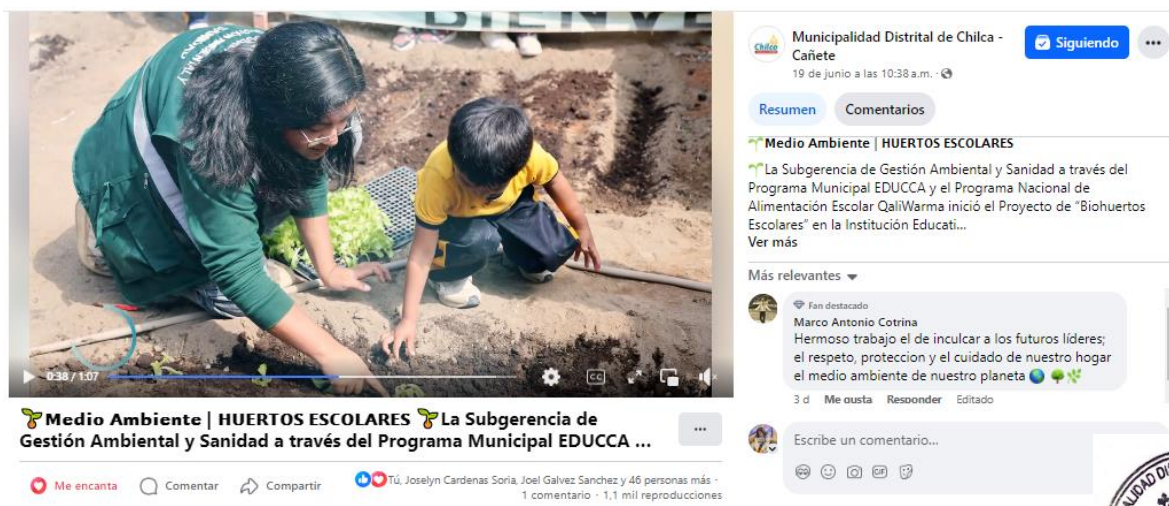 BIENVE
Chilca
Municipalidad Distrital de Chilca -
Cañete
19 de junio a las 10:38 a.m. ·
Siguiendo
Resumen
Comentarios
🌱Medio Ambiente | HUERTOS ESCOLARES
🌱La Subgerencia de Gestión Ambiental y Sanidad a través del
Programa Municipal EDUCCA y el Programa Nacional de
Alimentación Escolar QaliWarma inició el Proyecto de "Biohuertos
Escolares" en la Institución Educati...
Ver más
Más relevantes
Fan destacado
Marco Antonio Cotrina
Hermoso trabajo el de inculcar a los futuros líderes;
el respeto, proteccion y el cuidado de nuestro hogar
el medio ambiente de nuestro planeta 🌎 🌳🌿
3 d Me gusta Responder Editado
Escribe un comentario...
GIF
0:38 / 1:07
CC
🌱Medio Ambiente | HUERTOS ESCOLARES 🌱La Subgerencia de
Gestión Ambiental y Sanidad a través del Programa Municipal EDUCCA ...
Me encanta
Comentar
Compartir
Tú, Joselyn Cardenas Soria, Joel Galvez Sanchez y 46 personas más ·
1 comentario · 1,1 mil reproducciones